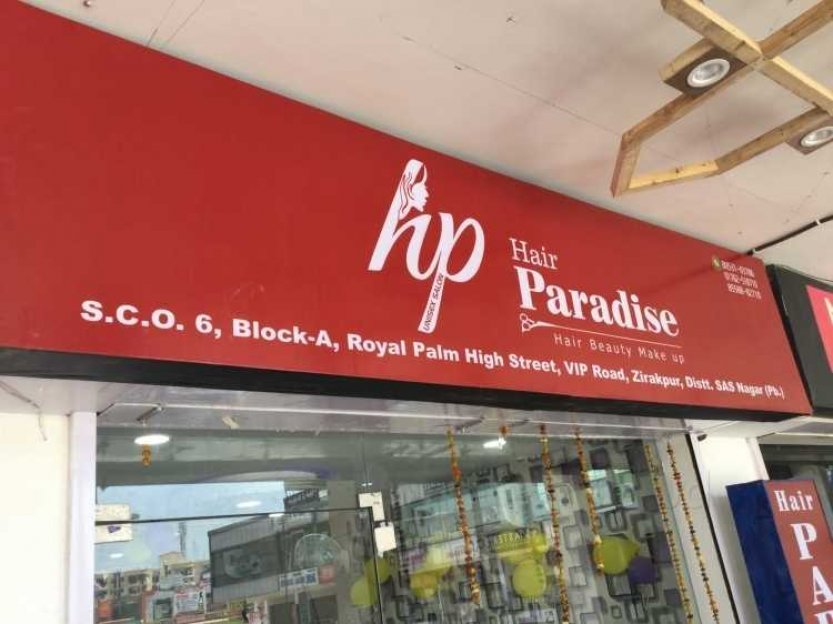 hp
UNISEX SALON
Hair
Paradise
Hair Beauty Make up
S.C.O. 6, Block-A, Royal Palm High Street, VIP Road, Zirakpur, Distt. SAS Nagar (Pb.)
Hair
PA